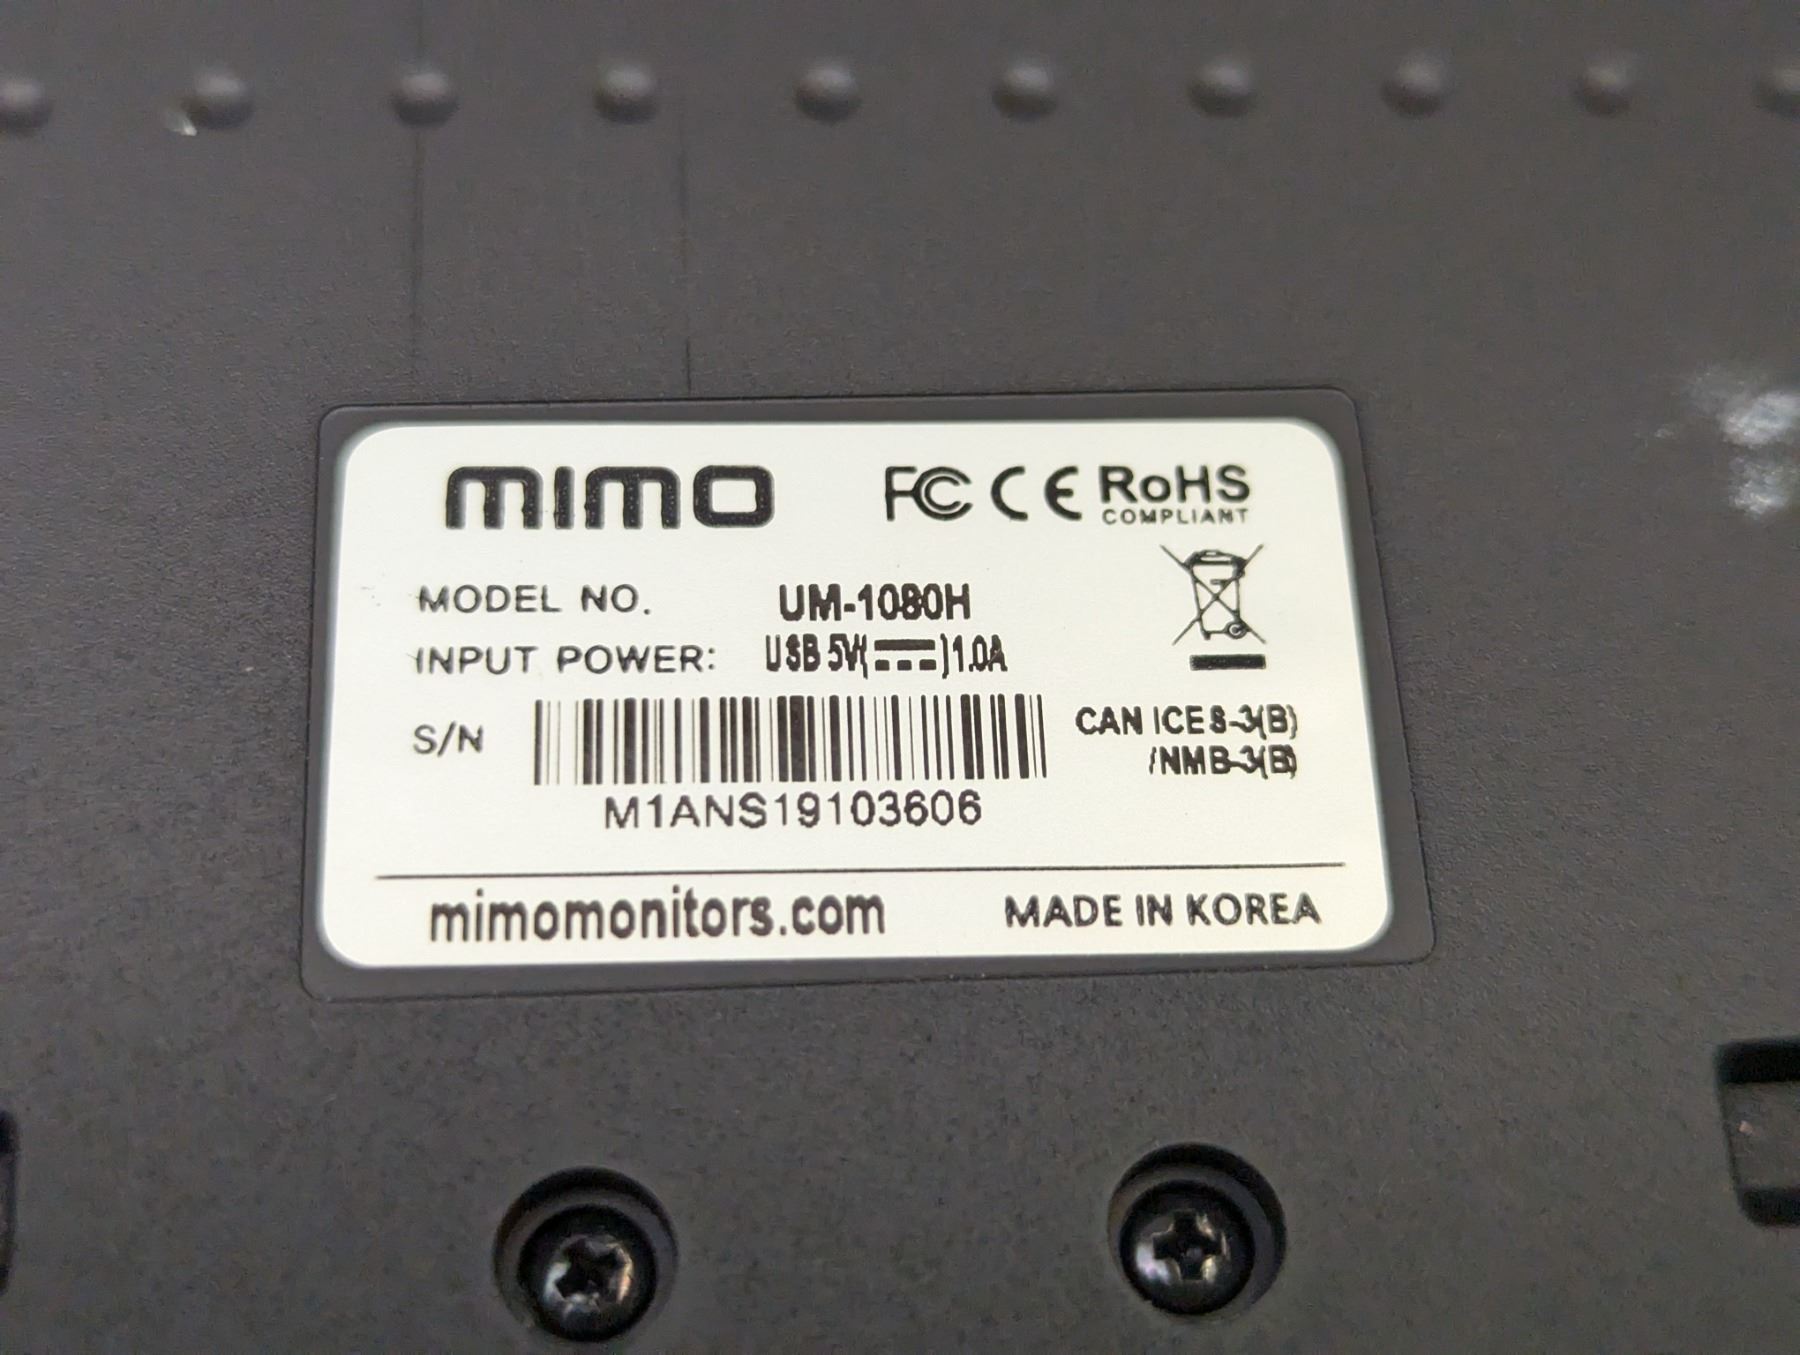 mimo FC CE RoHS
COMPLIANT
MODEL NO. UM-1080H
INPUT POWER: USB 5V(⎓)1.0A
S/N
CAN ICES-3(B)
/NMB-3(B)
M1ANS19103606
mimomonitors.com MADE IN KOREA